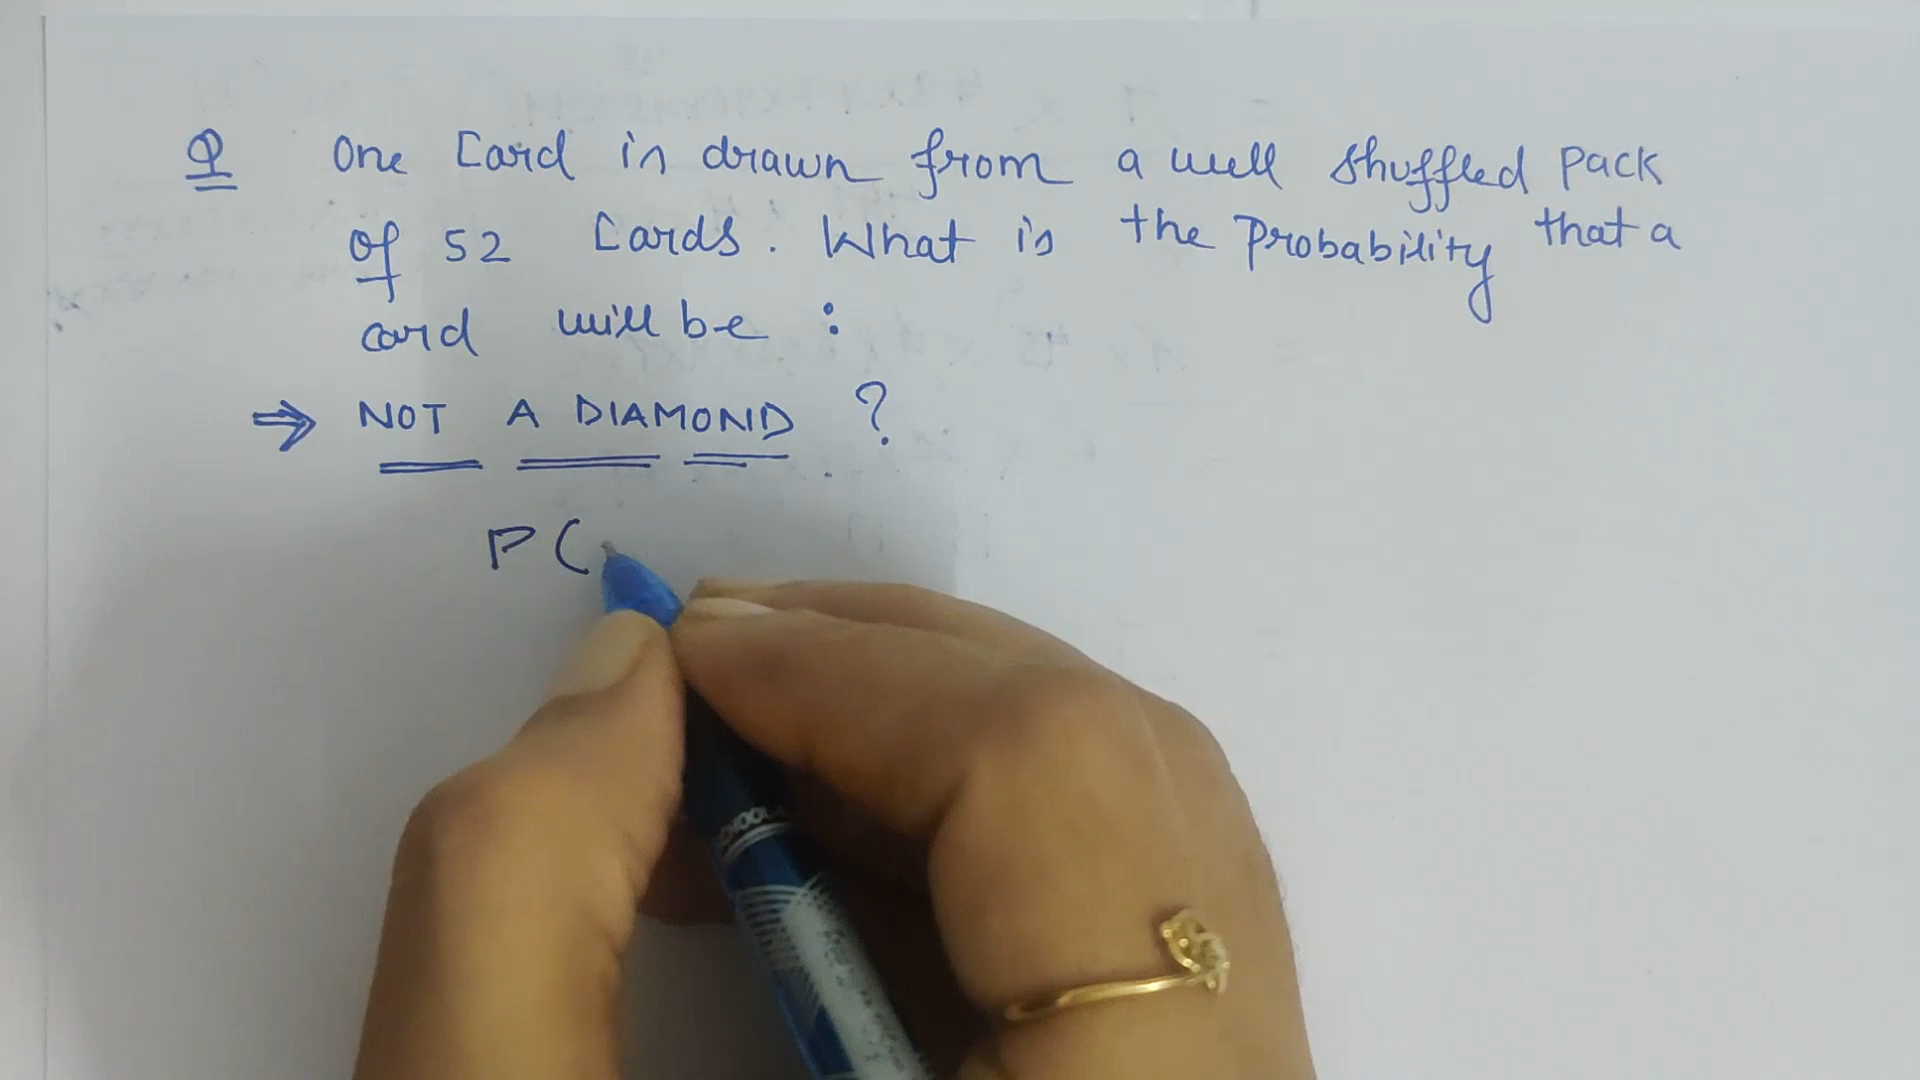 Q One Card is drawn from a well shuffled pack
of 52 Cards. What is the Probability that a
card will be :
⇒ NOT A DIAMOND ?
P(